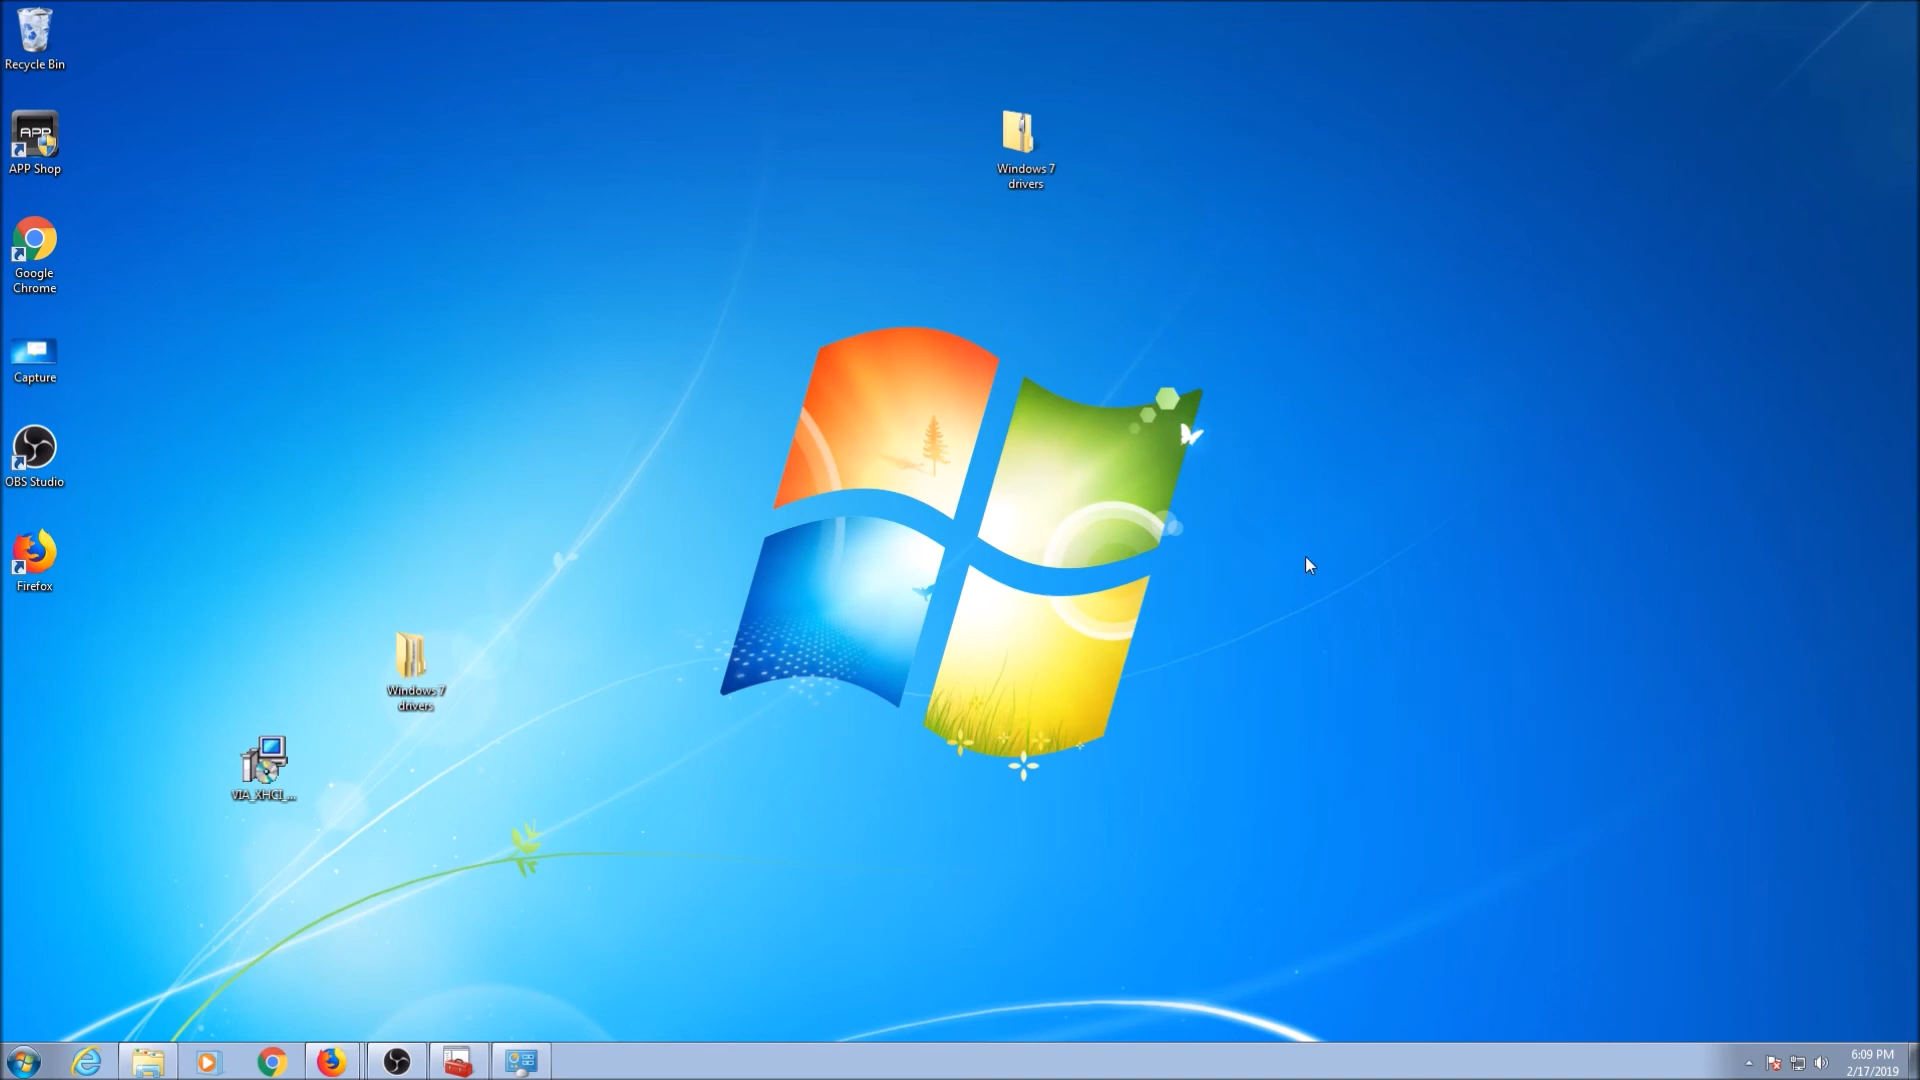 Recycle Bin
APP
APP Shop
Google
Chrome
Capture
OBS Studio
Firefox
Windows 7
drivers
Windows 7
drivers
VIA_XHCI_...
6:09 PM
2/17/2019